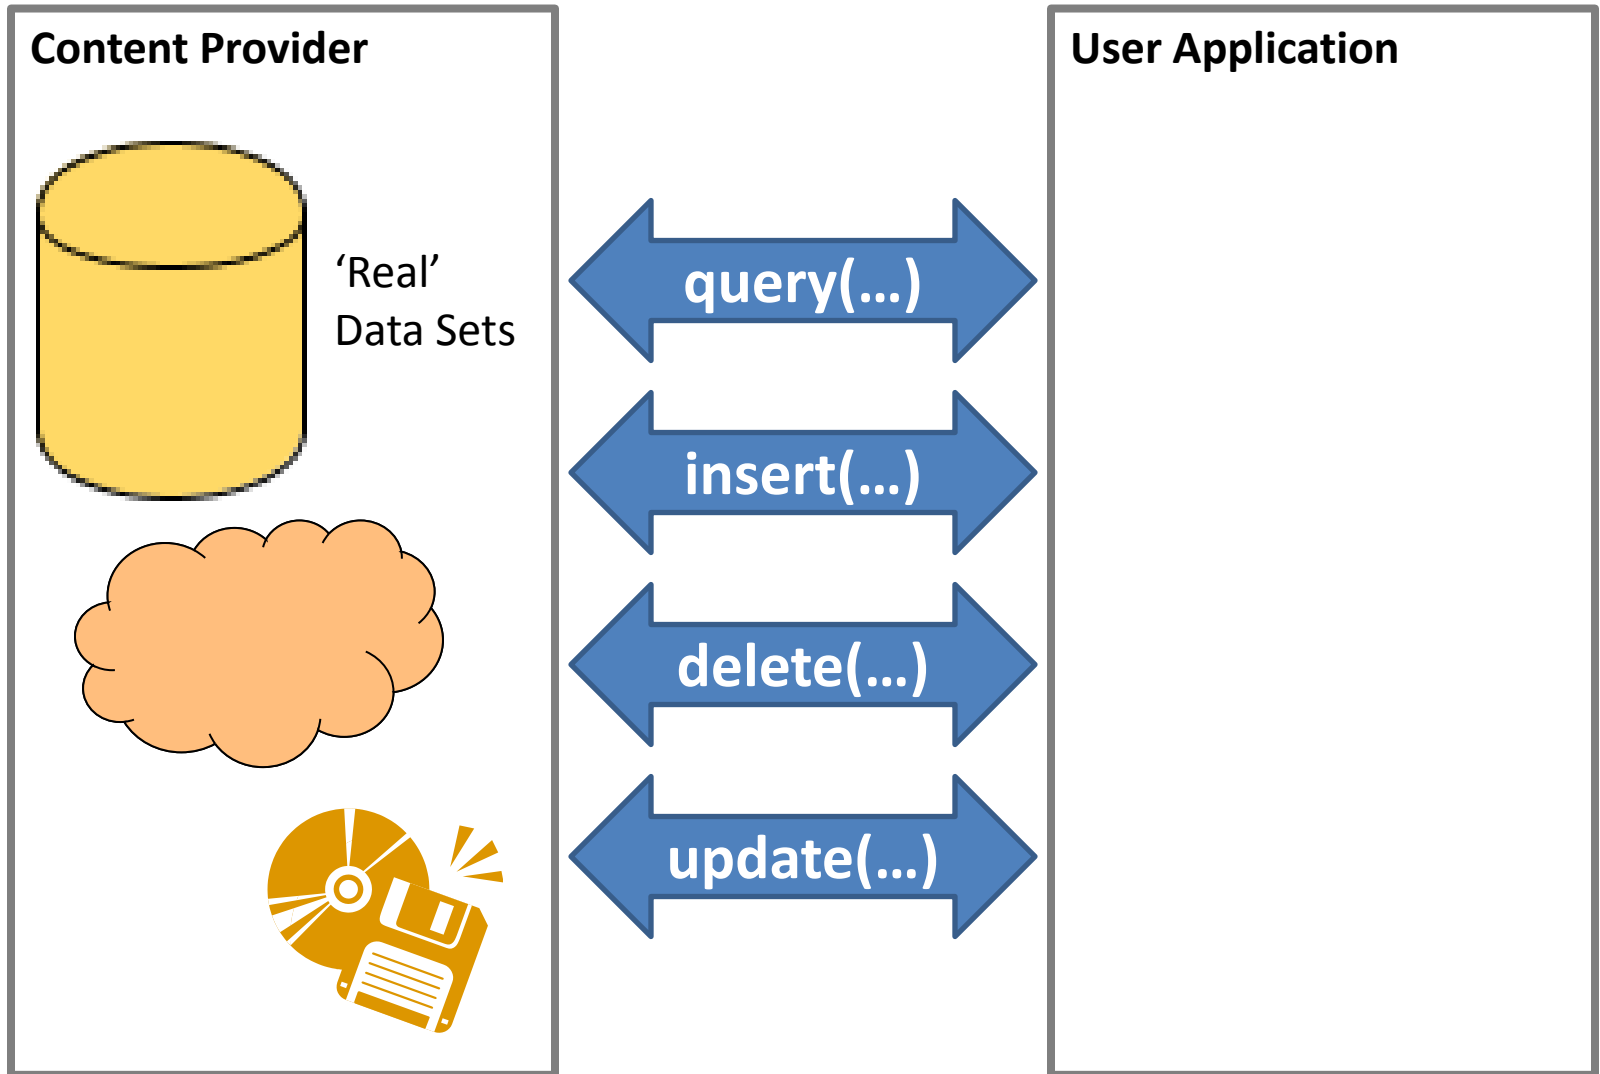 Content Provider
User Application
‘Real’
Data Sets
query(…)
insert(…)
delete(…)
update(…)